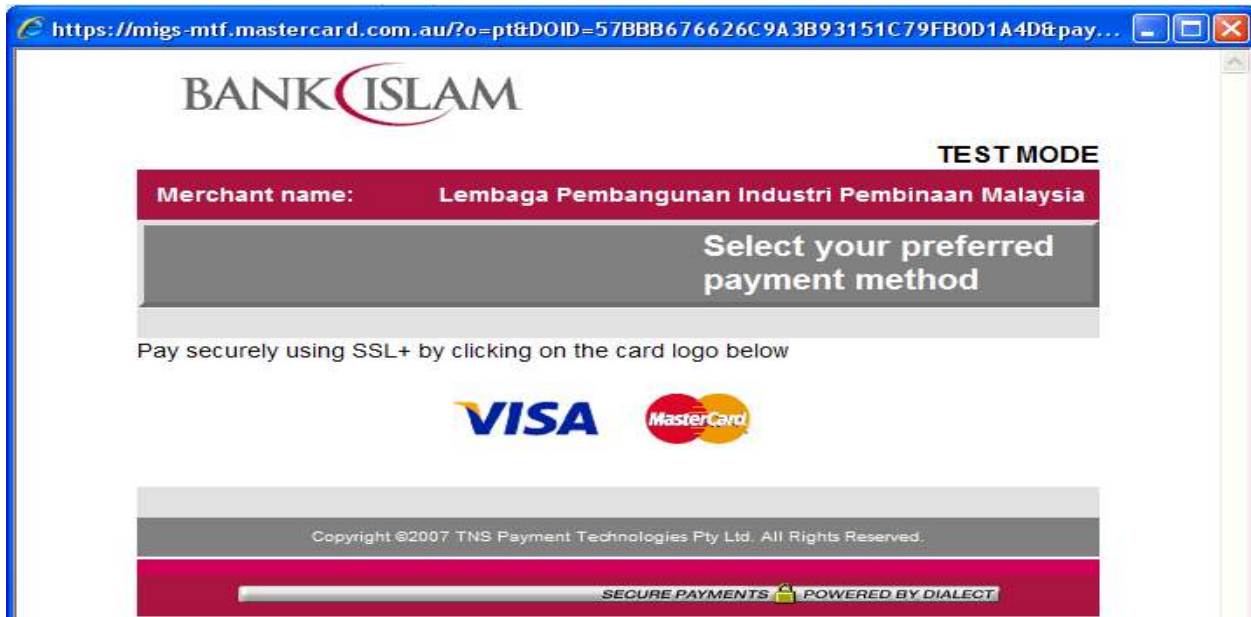 https://migs-mtf.mastercard.com.au/?o=pt&DOID=57BBB676626C9A3B93151C79FB0D1A4D&pay...
BANK ISLAM
TEST MODE
Merchant name: Lembaga Pembangunan Industri Pembinaan Malaysia
Select your preferred
payment method
Pay securely using SSL+ by clicking on the card logo below
VISA MasterCard
Copyright ©2007 TNS Payment Technologies Pty Ltd. All Rights Reserved.
SECURE PAYMENTS POWERED BY DIALECT